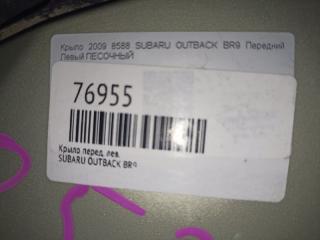 Крыло 2009 8588 SUBARU OUTBACK BR9 Передний
Левый ПЕСОЧНЫЙ
76955
Крыло перед. лев.
SUBARU OUTBACK BR9